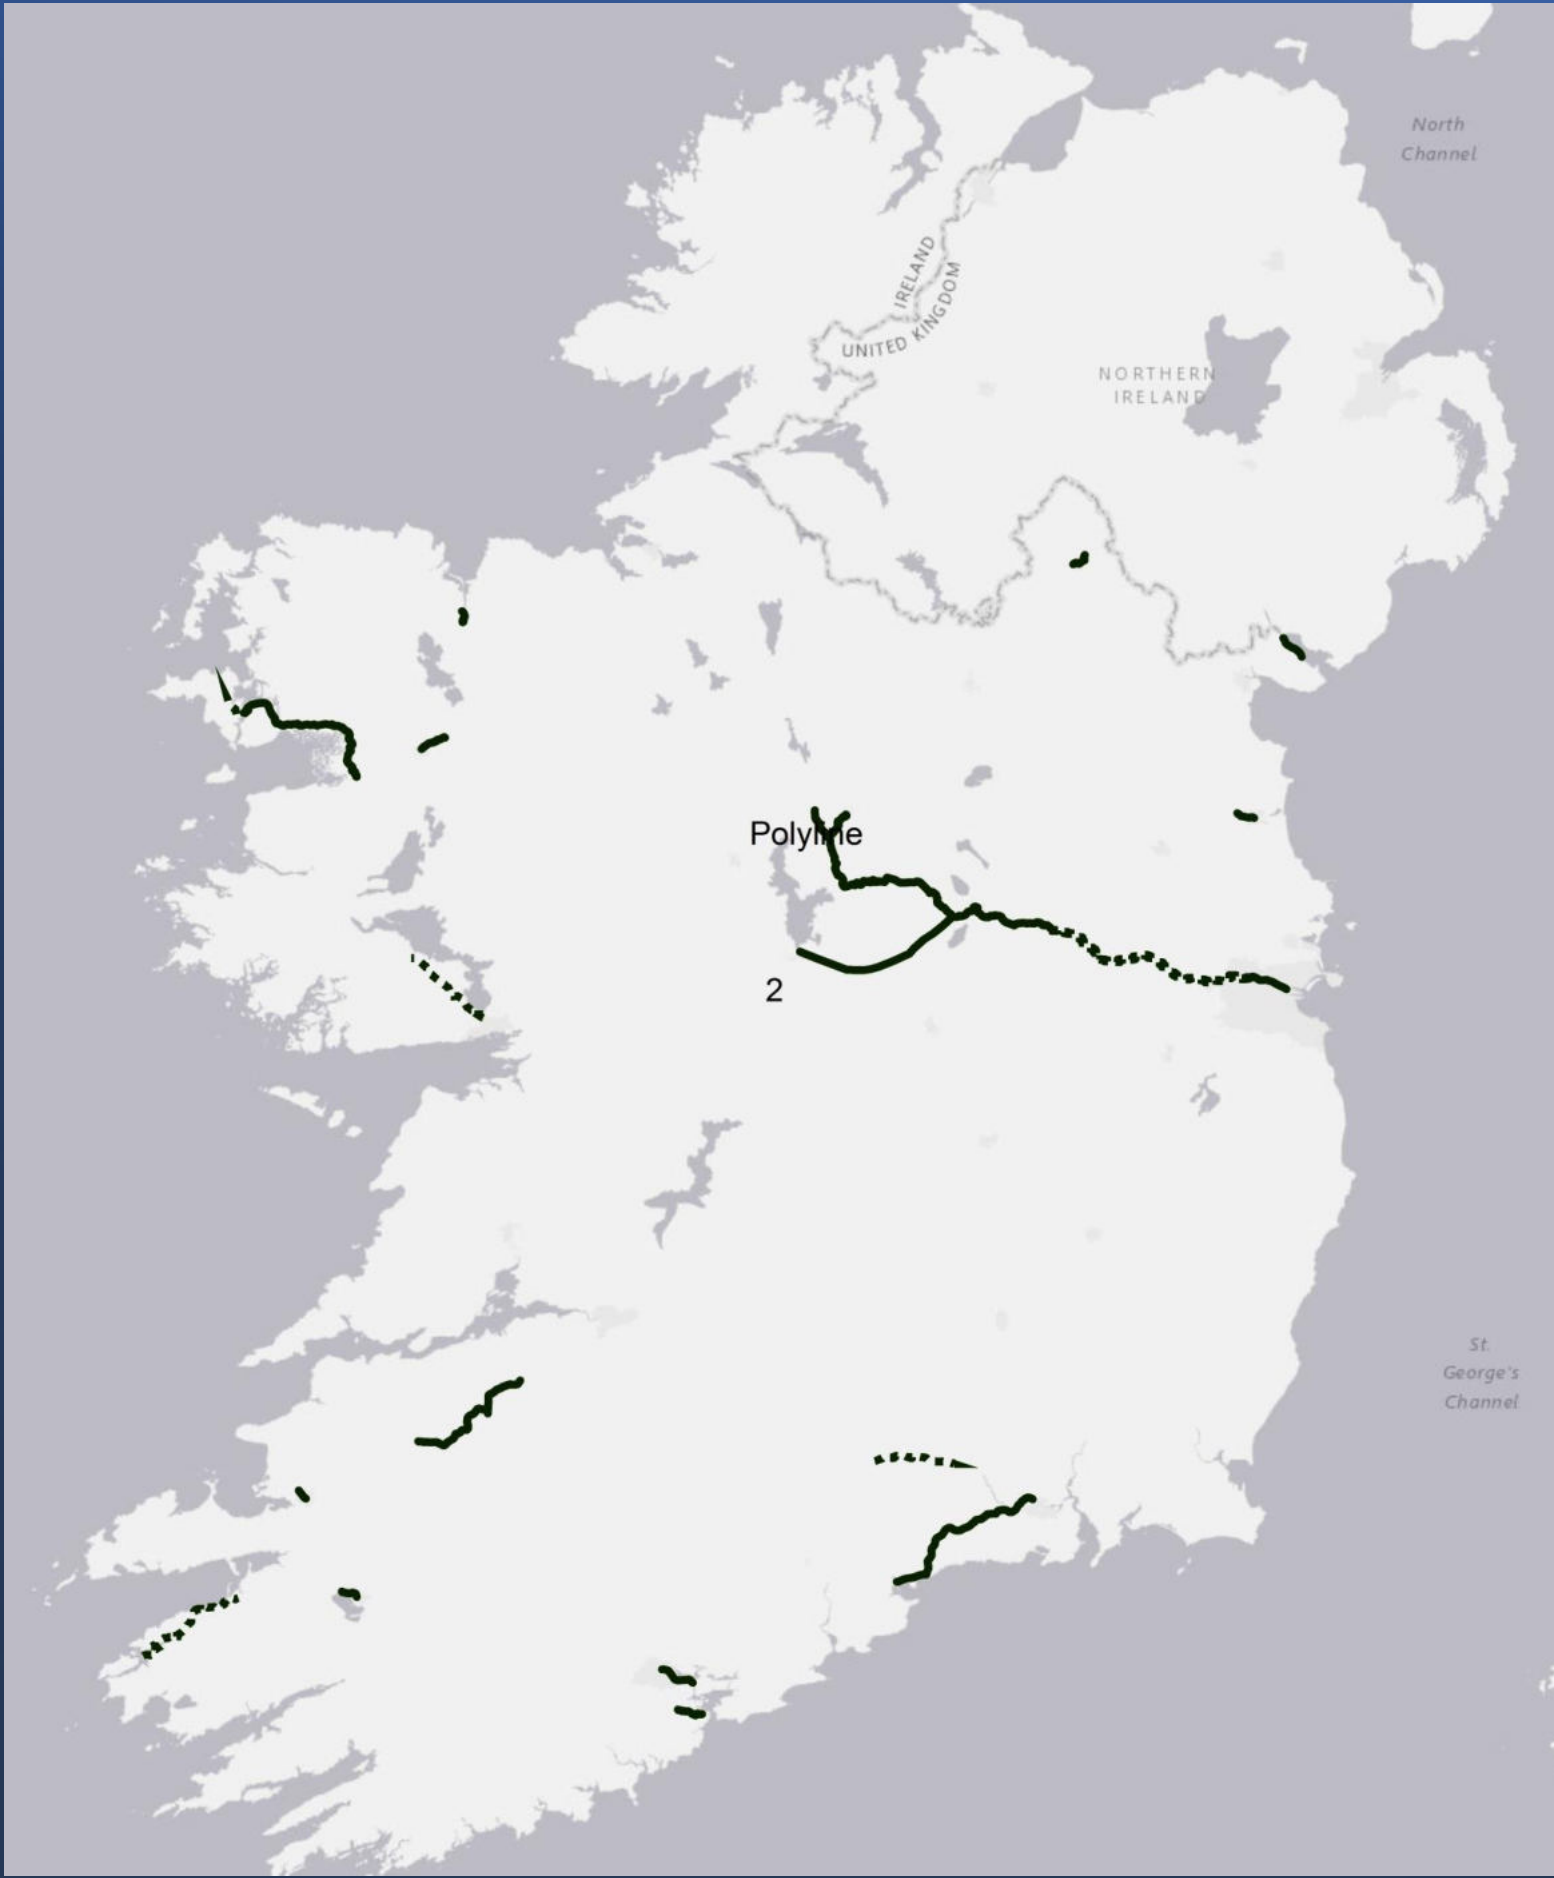 North
Channel
IRELAND
UNITED KINGDOM
NORTHERN
IRELAND
Polyline
2
St.
George's
Channel